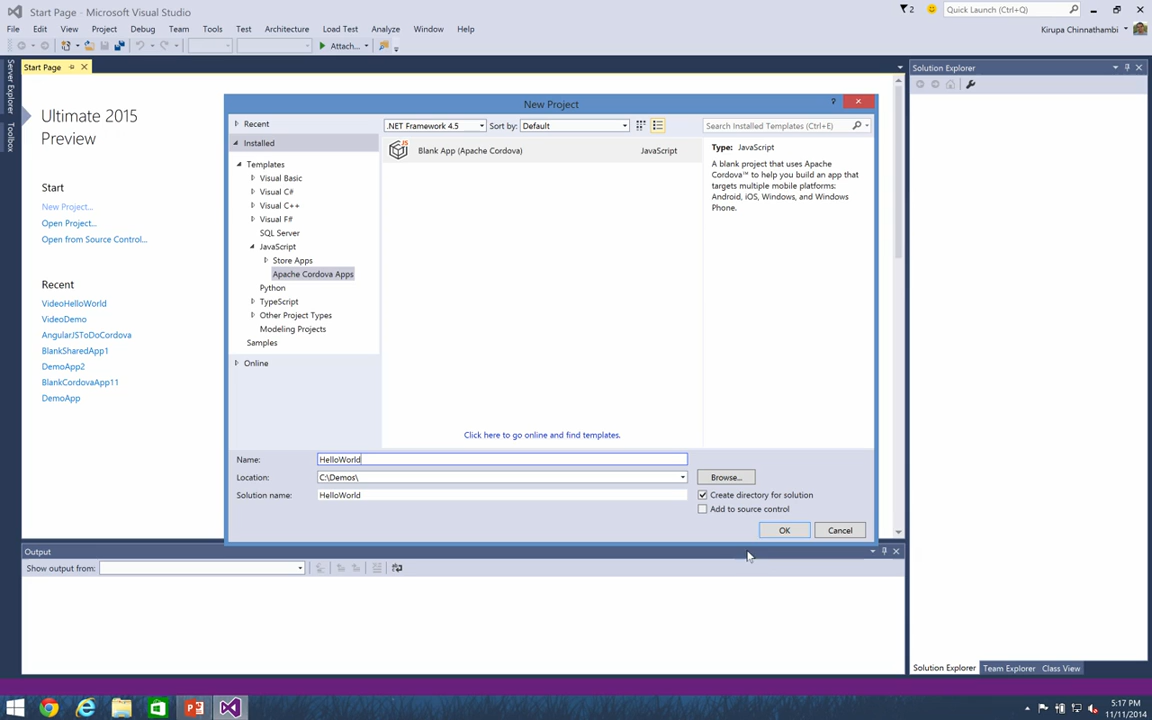 Start Page - Microsoft Visual Studio
2
Quick Launch (Ctrl+Q)
File Edit View Project Debug Team Tools Test Architecture Load Test Analyze Window Help
Kirupa Chinnathambi
Attach...
Server Explorer
Toolbox
Start Page
Solution Explorer
Ultimate 2015
Preview
Start
New Project...
Open Project...
Open from Source Control...
Recent
VideoHelloWorld
VideoDemo
AngularJSToDoCordova
BlankSharedApp1
DemoApp2
BlankCordovaApp11
DemoApp
New Project
?
Recent
Installed
Templates
Visual Basic
Visual C#
Visual C++
Visual F#
SQL Server
JavaScript
Store Apps
Apache Cordova Apps
Python
TypeScript
Other Project Types
Modeling Projects
Samples
Online
.NET Framework 4.5
Sort by: Default
Search Installed Templates (Ctrl+E)
JS
Blank App (Apache Cordova)
JavaScript
Type: JavaScript
A blank project that uses Apache
Cordova™ to help you build an app that
targets multiple mobile platforms:
Android, iOS, Windows, and Windows
Phone.
Click here to go online and find templates.
Name: HelloWorld
Location: C:\Demos\
Browse...
Solution name: HelloWorld
Create directory for solution
Add to source control
OK Cancel
Output
Show output from:
Solution Explorer Team Explorer Class View
5:17 PM
11/11/2014